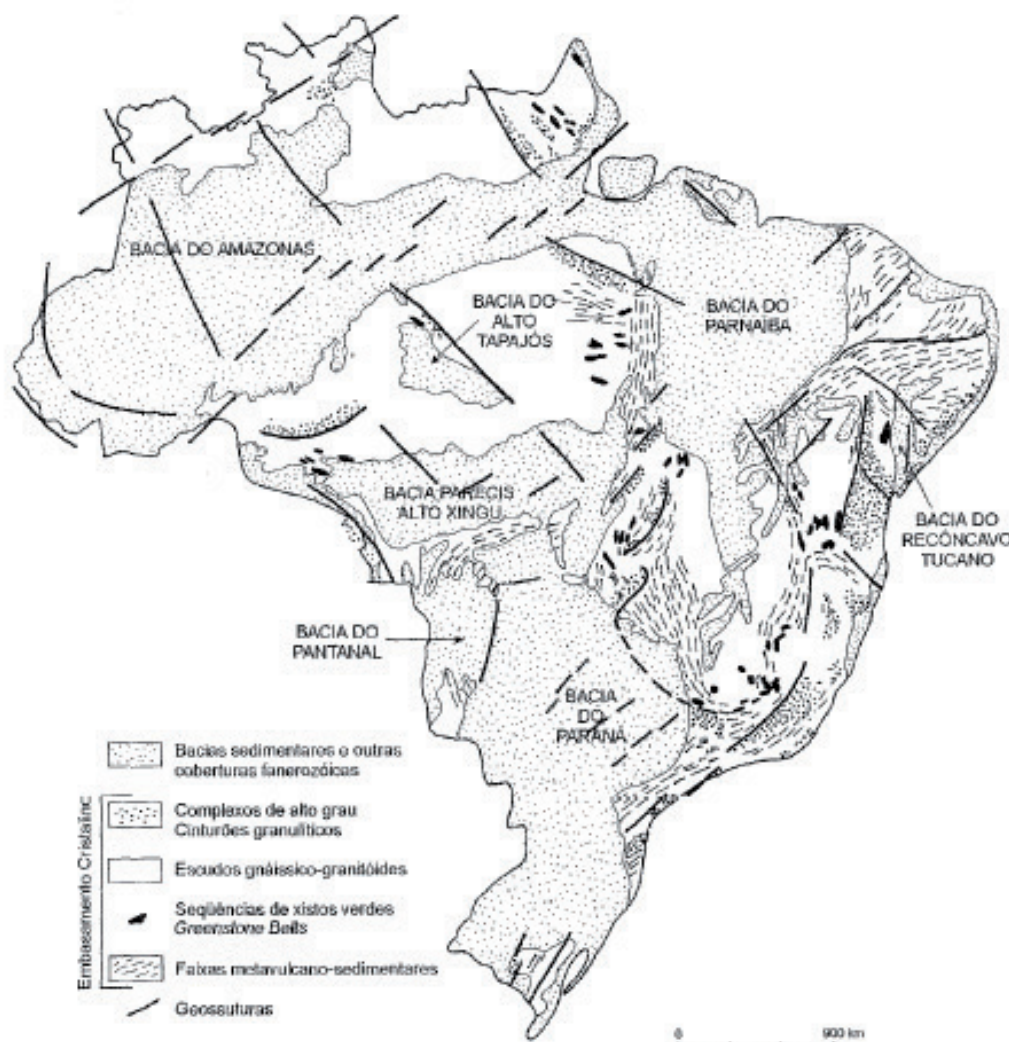 BACIA DO AMAZONAS
BACIA DO
ALTO
TAPAJÓS
BACIA DO
PARNAÍBA
BACIA PARECIS
ALTO XINGU
BACIA DO
RECÔNCAVO
TUCANO
BACIA DO
PANTANAL
BACIA
DO
PARANÁ
Bacias sedimentares e outras
coberturas fanerozóicas
Embasamento Cristalino
Complexos de alto grau
Cinturões granulíticos
Escudos gnáissico-granitóides
Seqüências de xistos verdes
Greenstone Belts
Faixas metavulcano-sedimentares
Geossuturas
0 900 km